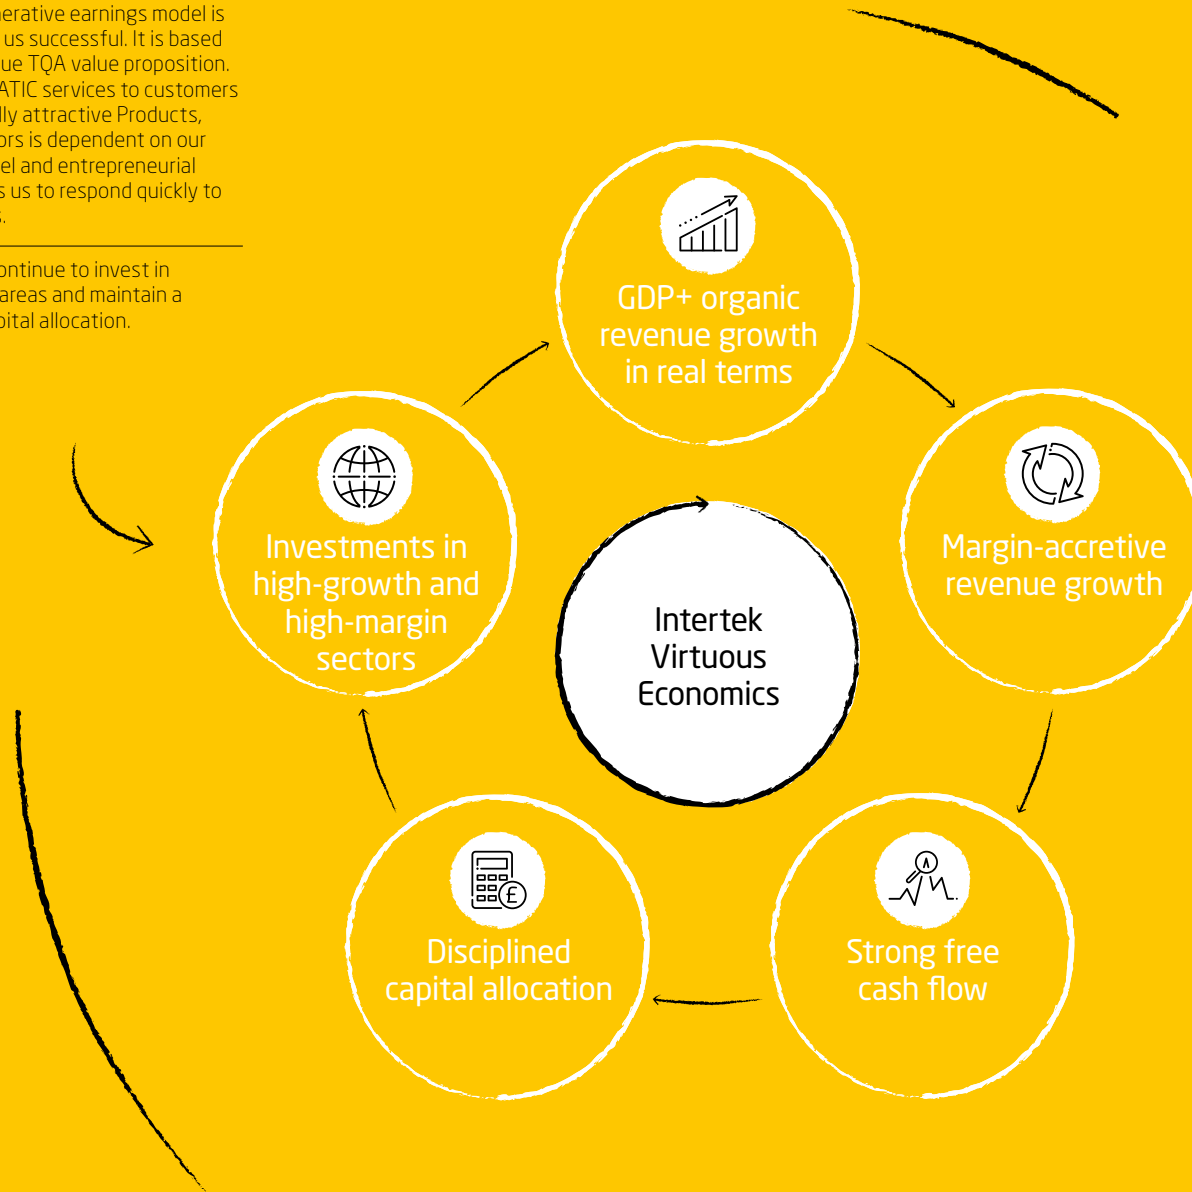 erative earnings model is
us successful. It is based
ue TQA value proposition.
ATIC services to customers
lly attractive Products,
ors is dependent on our
el and entrepreneurial
s us to respond quickly to
s.
ontinue to invest in
areas and maintain a
pital allocation.
GDP+ organic
revenue growth
in real terms
Investments in
high-growth and
high-margin
sectors
Margin-accretive
revenue growth
Intertek
Virtuous
Economics
Disciplined
capital allocation
Strong free
cash flow